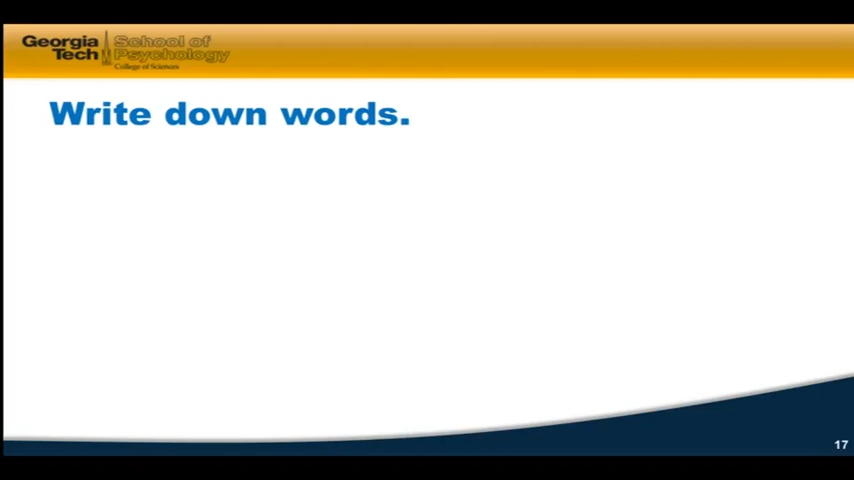 Georgia
Tech
School of
Psychology
College of Sciences
Write down words.
17